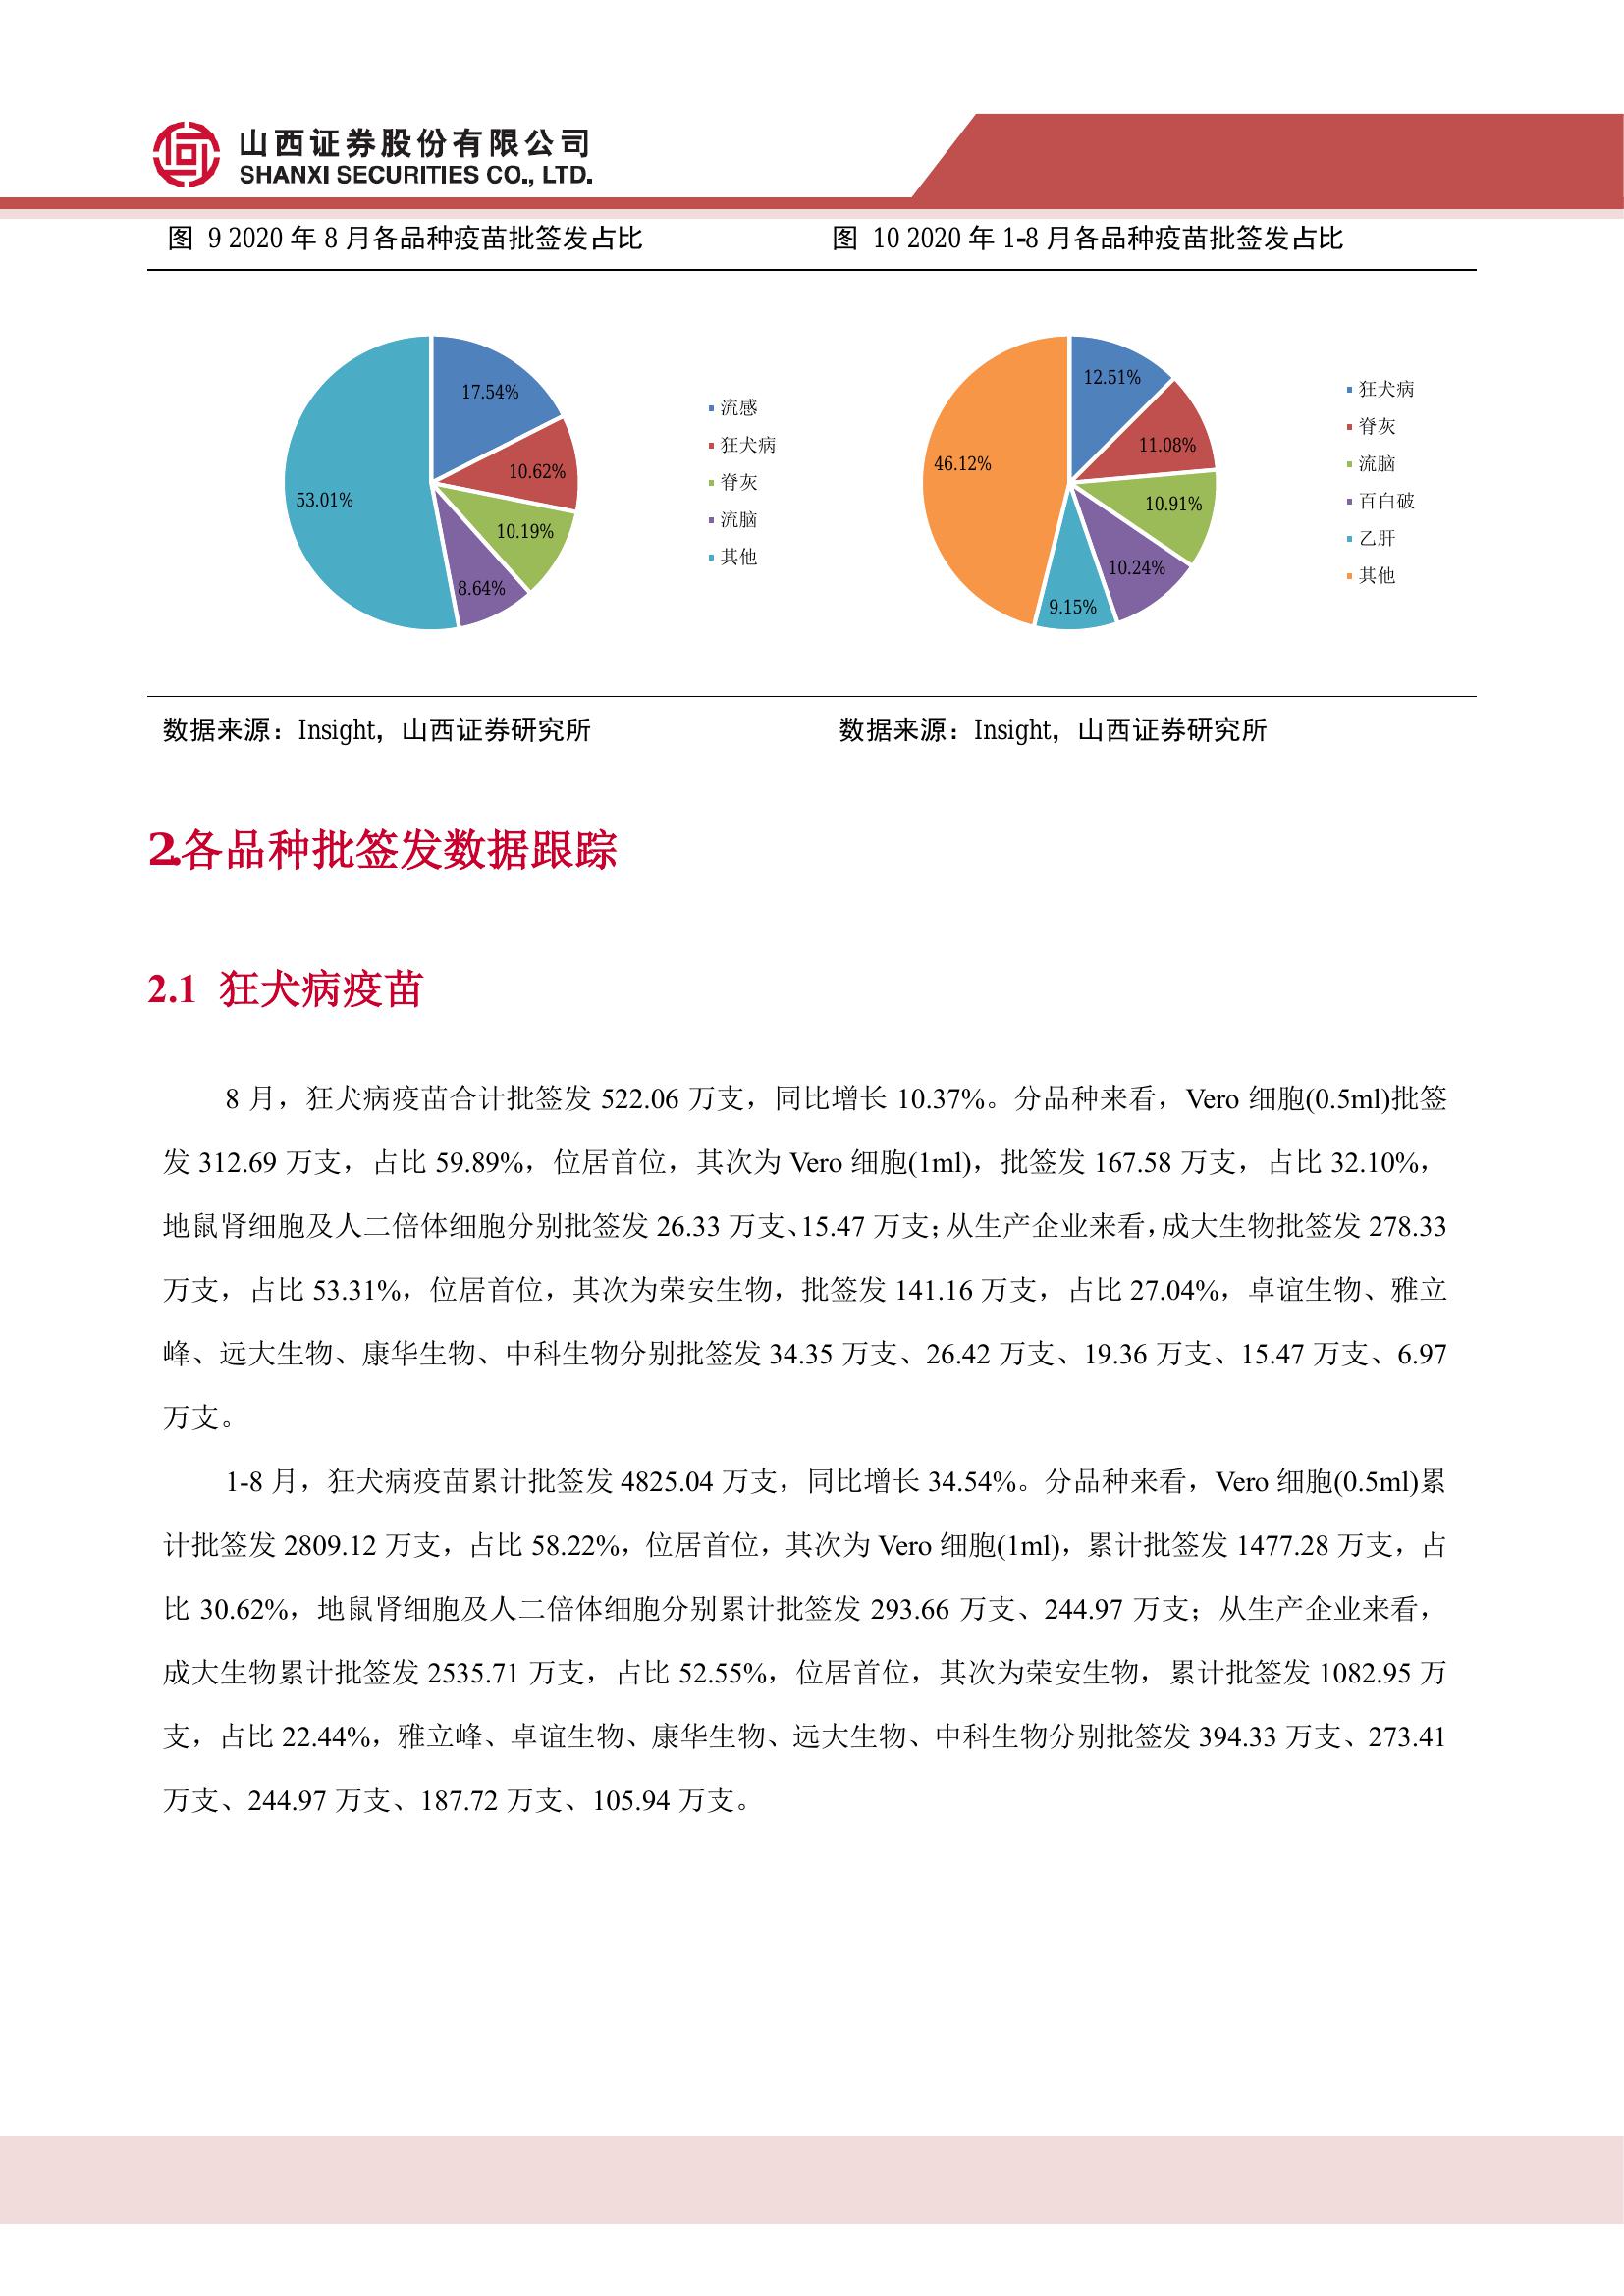 山西证券股份有限公司
SHANXI SECURITIES CO., LTD.
图 9 2020 年 8 月各品种疫苗批签发占比
图 10 2020 年 1-8 月各品种疫苗批签发占比
17.54%
10.62%
10.19%
8.64%
53.01%
流感
狂犬病
脊灰
流脑
其他
12.51%
11.08%
10.91%
10.24%
9.15%
46.12%
狂犬病
脊灰
流脑
百白破
乙肝
其他
数据来源：Insight，山西证券研究所
数据来源：Insight，山西证券研究所
2.各品种批签发数据跟踪
2.1 狂犬病疫苗
8 月，狂犬病疫苗合计批签发 522.06 万支，同比增长 10.37%。分品种来看，Vero 细胞(0.5ml)批签
发 312.69 万支，占比 59.89%，位居首位，其次为 Vero 细胞(1ml)，批签发 167.58 万支，占比 32.10%，
地鼠肾细胞及人二倍体细胞分别批签发 26.33 万支、15.47 万支；从生产企业来看，成大生物批签发 278.33
万支，占比 53.31%，位居首位，其次为荣安生物，批签发 141.16 万支，占比 27.04%，卓谊生物、雅立
峰、远大生物、康华生物、中科生物分别批签发 34.35 万支、26.42 万支、19.36 万支、15.47 万支、6.97
万支。
1-8 月，狂犬病疫苗累计批签发 4825.04 万支，同比增长 34.54%。分品种来看，Vero 细胞(0.5ml)累
计批签发 2809.12 万支，占比 58.22%，位居首位，其次为 Vero 细胞(1ml)，累计批签发 1477.28 万支，占
比 30.62%，地鼠肾细胞及人二倍体细胞分别累计批签发 293.66 万支、244.97 万支；从生产企业来看，
成大生物累计批签发 2535.71 万支，占比 52.55%，位居首位，其次为荣安生物，累计批签发 1082.95 万
支，占比 22.44%，雅立峰、卓谊生物、康华生物、远大生物、中科生物分别批签发 394.33 万支、273.41
万支、244.97 万支、187.72 万支、105.94 万支。